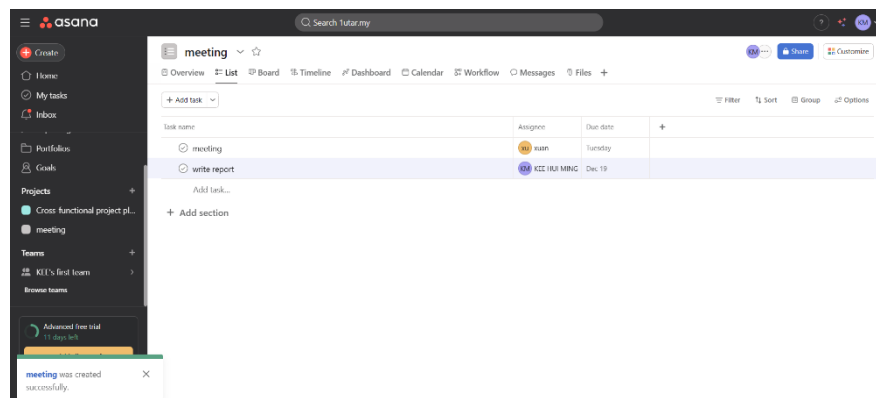 asana
Search 1utar.my
?
KM
Create
Home
My tasks
Inbox
Portfolios
Goals
Projects +
Cross functional project pl...
meeting
Teams +
KEE's first team
Browse teams
Advanced free trial
11 days left
meeting was created
successfully.
meeting
KM
Share
Customize
Overview List Board Timeline Dashboard Calendar Workflow Messages Files +
+ Add task
Filter Sort Group Options
Task name Assignee Due date +
meeting xu xuan Tuesday
write report KM KEE HUI MING Dec 19
Add task...
+ Add section